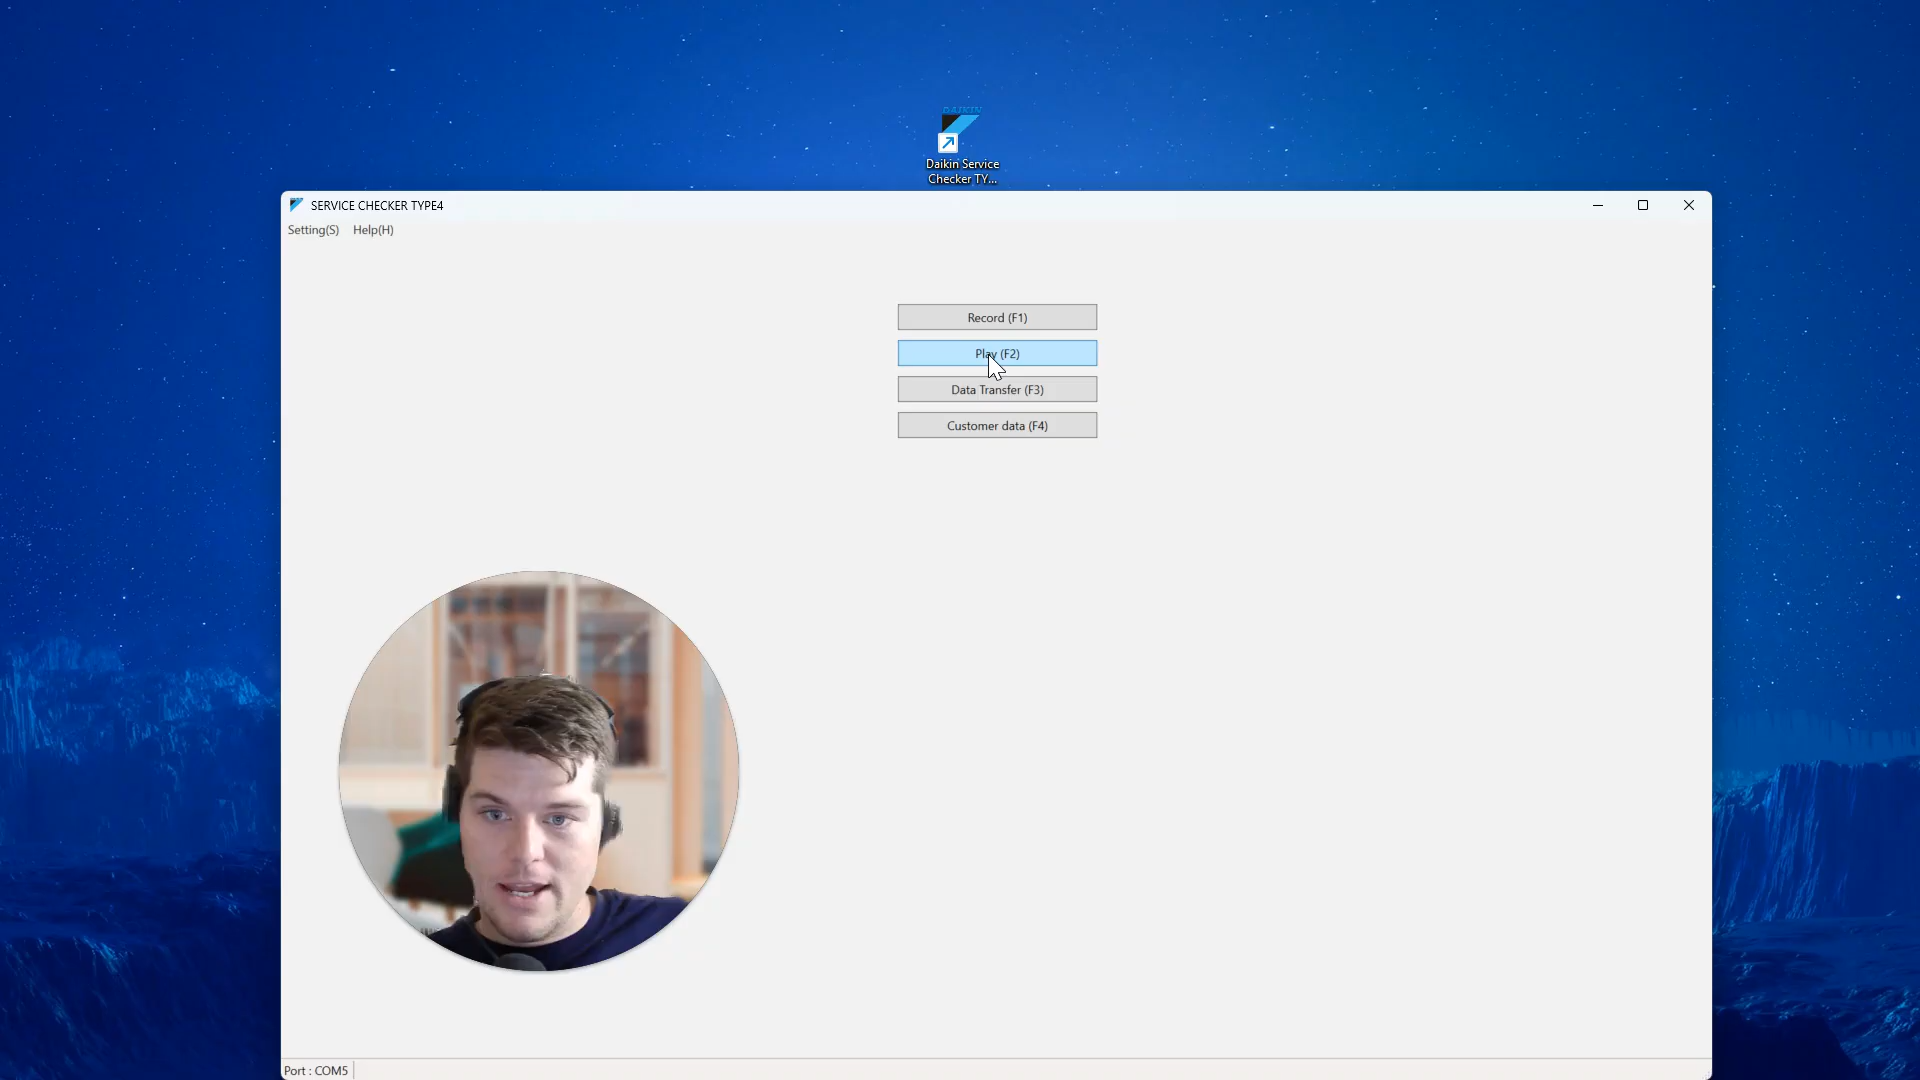 DAIKIN
Daikin Service
Checker TY...
SERVICE CHECKER TYPE4
Setting(S) Help(H)
Record (F1)
Play (F2)
Data Transfer (F3)
Customer data (F4)
Port : COM5